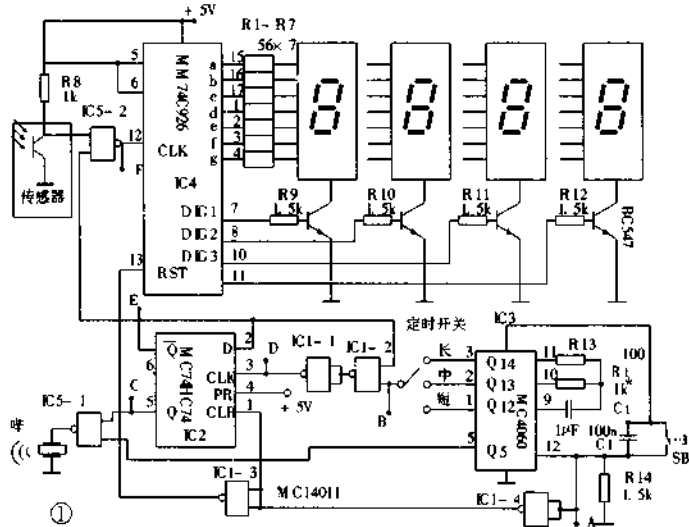 + 5V
R1~R7
56× 7
R8
1k
IC5- 2
传感器
F
MM 74C926
5
6
12
CLK
IC4
DIG1
DIG2
DIG3
13
RST
15
16
17
1
2
3
4
a
b
c
d
e
f
g
7
8
10
11
R9
1.5k
R10
1.5k
R11
1.5k
R12
1.5k
BC547
E
C
Q̅
6
5
Q
MC74HC74
IC2
D
CLK
PR
CLR
2
3
4
1
D
+ 5V
IC1- 1
IC1- 2
定时开关
长
中
短
B
3
2
1
5
IC3
Q14
Q13
Q12
Q5
MC4060
11
10
9
12
R13
100
1k
1μF
C1
100n
C1
SB
R14
1.5k
IC5- 1
IC1- 3
MC14011
IC1- 4
A
①